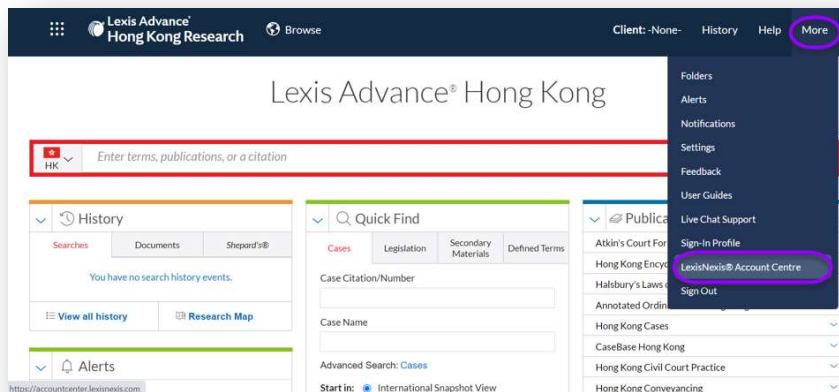 Lexis Advance®
Hong Kong Research
Browse
Client: -None-
History
Help
More
Lexis Advance® Hong Kong
HK
Enter terms, publications, or a citation
Folders
Alerts
Notifications
Settings
Feedback
User Guides
Live Chat Support
Sign-In Profile
LexisNexis® Account Centre
Sign Out
History
Searches
Documents
Shepard's®
You have no search history events.
View all history
Research Map
Alerts
Quick Find
Cases
Legislation
Secondary Materials
Defined Terms
Case Citation/Number
Case Name
Advanced Search: Cases
Start in: International Snapshot View
Publica
Atkin's Court For
Hong Kong Encyc
Halsbury's Laws
Annotated Ordin
Hong Kong Cases
CaseBase Hong Kong
Hong Kong Civil Court Practice
Hong Kong Conveyancing
https://accountcenter.lexisnexis.com